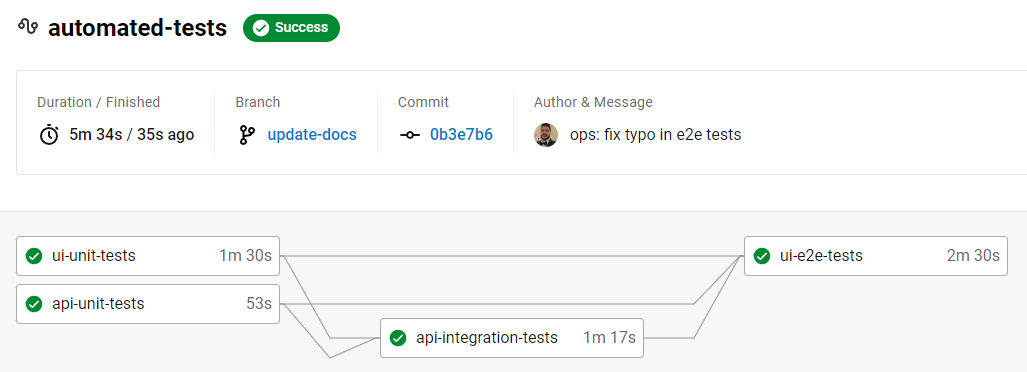 automated-tests Success
Duration / Finished Branch Commit Author & Message
5m 34s / 35s ago update-docs 0b3e7b6 ops: fix typo in e2e tests
ui-unit-tests 1m 30s ui-e2e-tests 2m 30s
api-unit-tests 53s
api-integration-tests 1m 17s